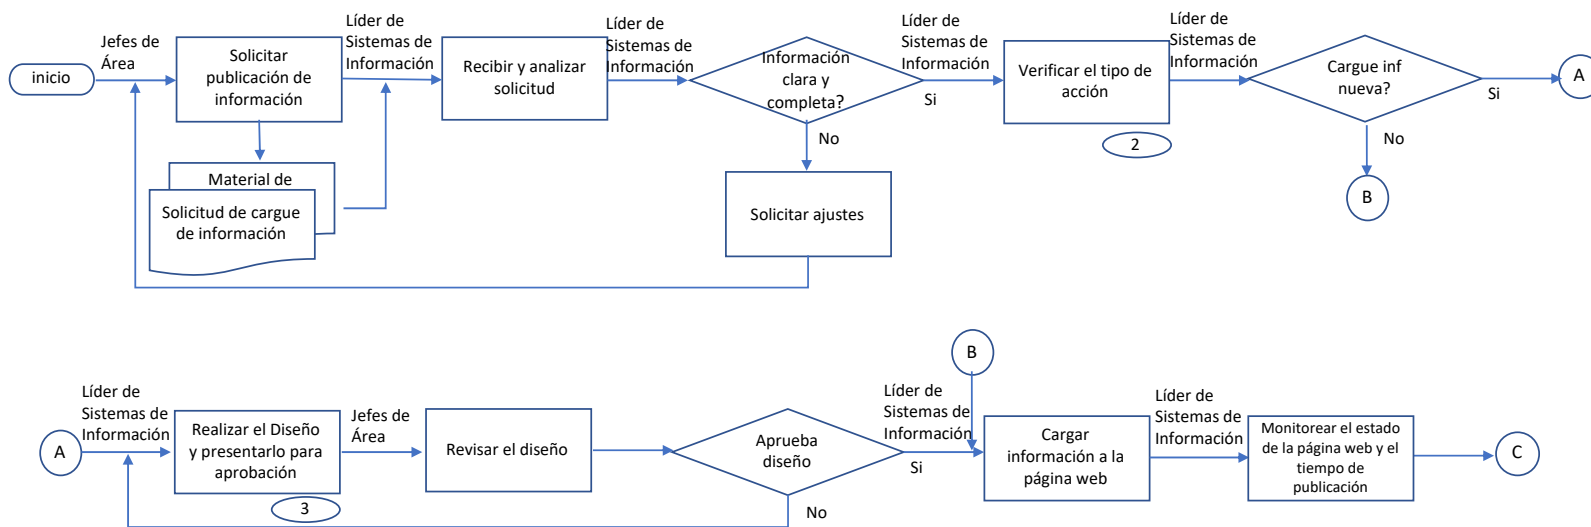 inicio
Jefes de
Área
Solicitar
publicación de
información
Líder de
Sistemas de
Información
Recibir y analizar
solicitud
Líder de
Sistemas de
Información
Información
clara y
completa?
Líder de
Sistemas de
Información
Si
Verificar el tipo de
acción
2
Líder de
Sistemas de
Información
Cargue inf
nueva?
Si
A
No
B
No
Solicitar ajustes
Material de
Solicitud de cargue
de información
A
Líder de
Sistemas de
Información
Realizar el Diseño
y presentarlo para
aprobación
3
Jefes de
Área
Revisar el diseño
Aprueba
diseño
No
Líder de
Sistemas de
Información
Si
B
Cargar
información a la
página web
Líder de
Sistemas de
Información
Monitorear el estado
de la página web y el
tiempo de
publicación
C